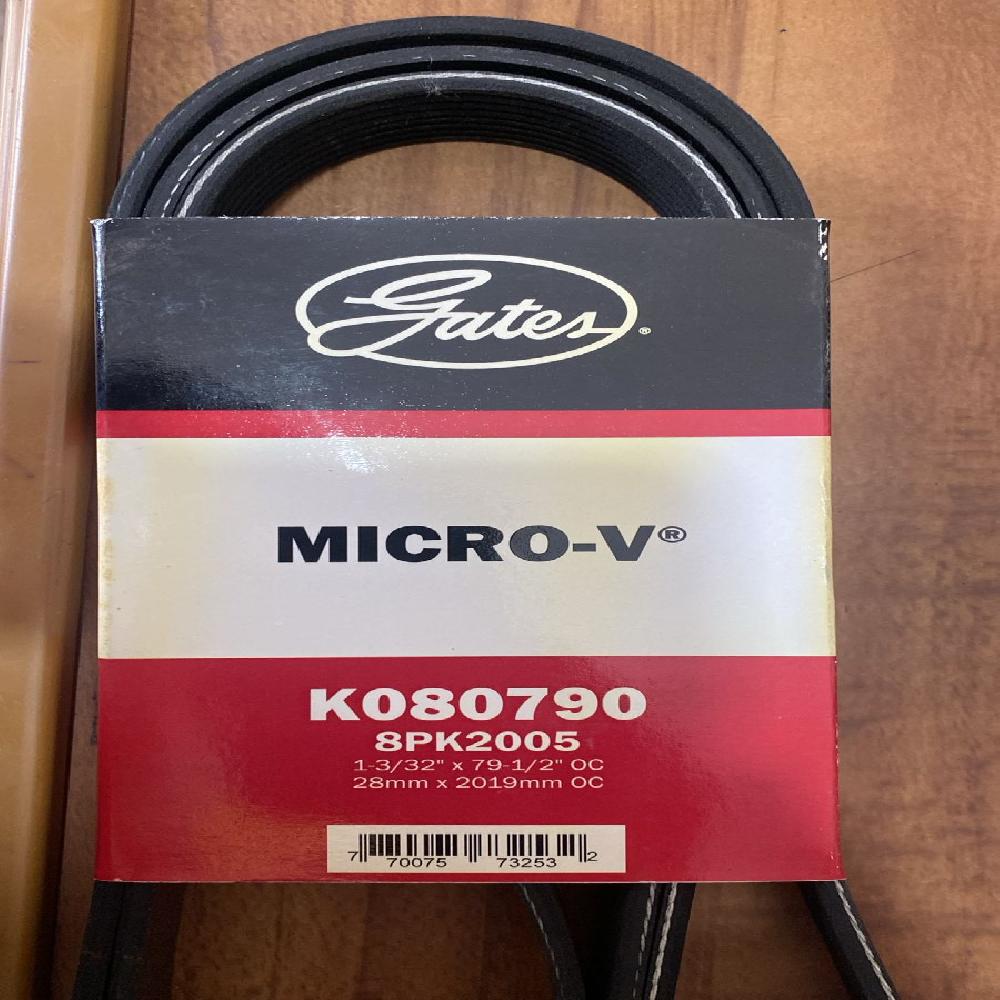 Gates®
MICRO-V®
K080790
8PK2005
1-3/32" x 79-1/2" OC
28mm x 2019mm OC
7 70075 73253 2